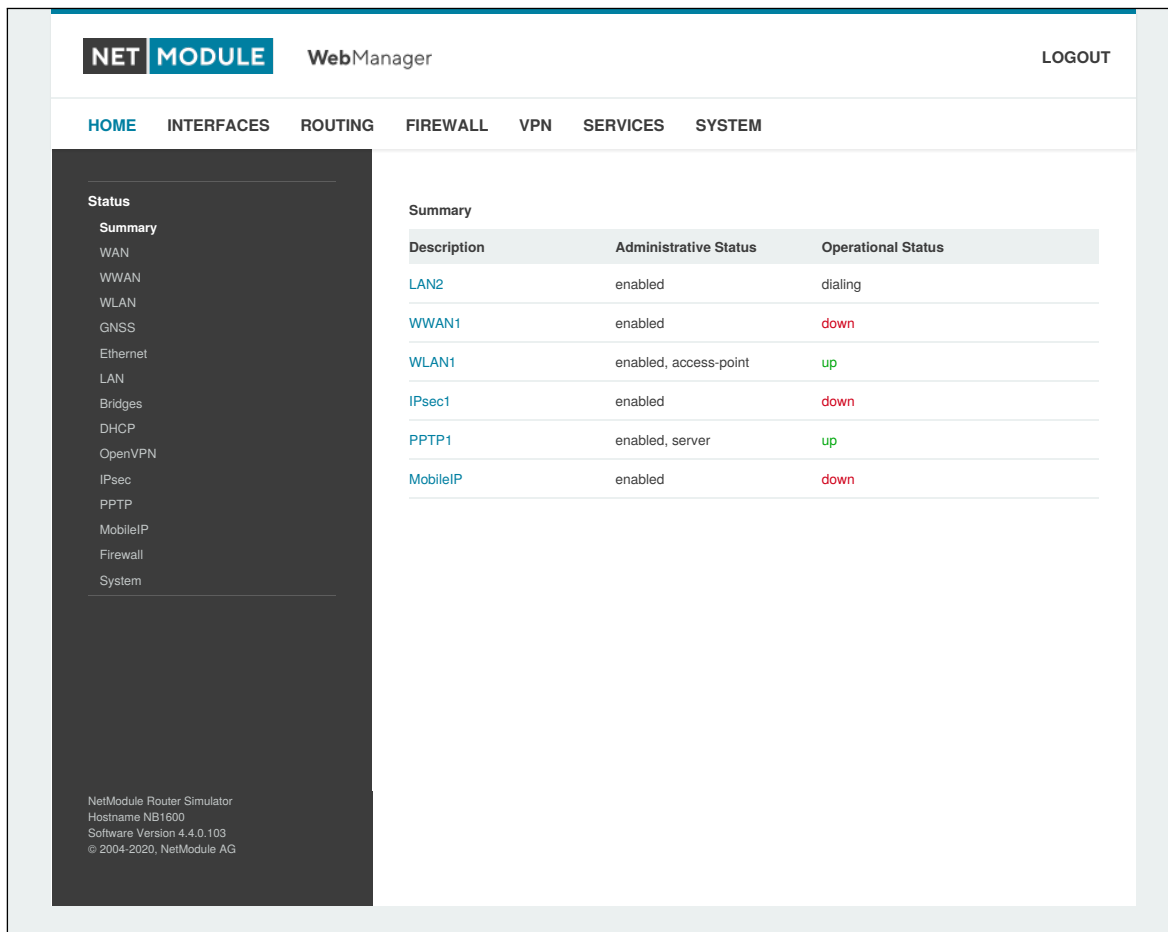 NET MODULE WebManager LOGOUT
HOME INTERFACES ROUTING FIREWALL VPN SERVICES SYSTEM
Status
Summary
WAN
WWAN
WLAN
GNSS
Ethernet
LAN
Bridges
DHCP
OpenVPN
IPsec
PPTP
MobileIP
Firewall
System
NetModule Router Simulator
Hostname NB1600
Software Version 4.4.0.103
© 2004-2020, NetModule AG
Summary
Description Administrative Status Operational Status
LAN2 enabled dialing
WWAN1 enabled down
WLAN1 enabled, access-point up
IPsec1 enabled down
PPTP1 enabled, server up
MobileIP enabled down